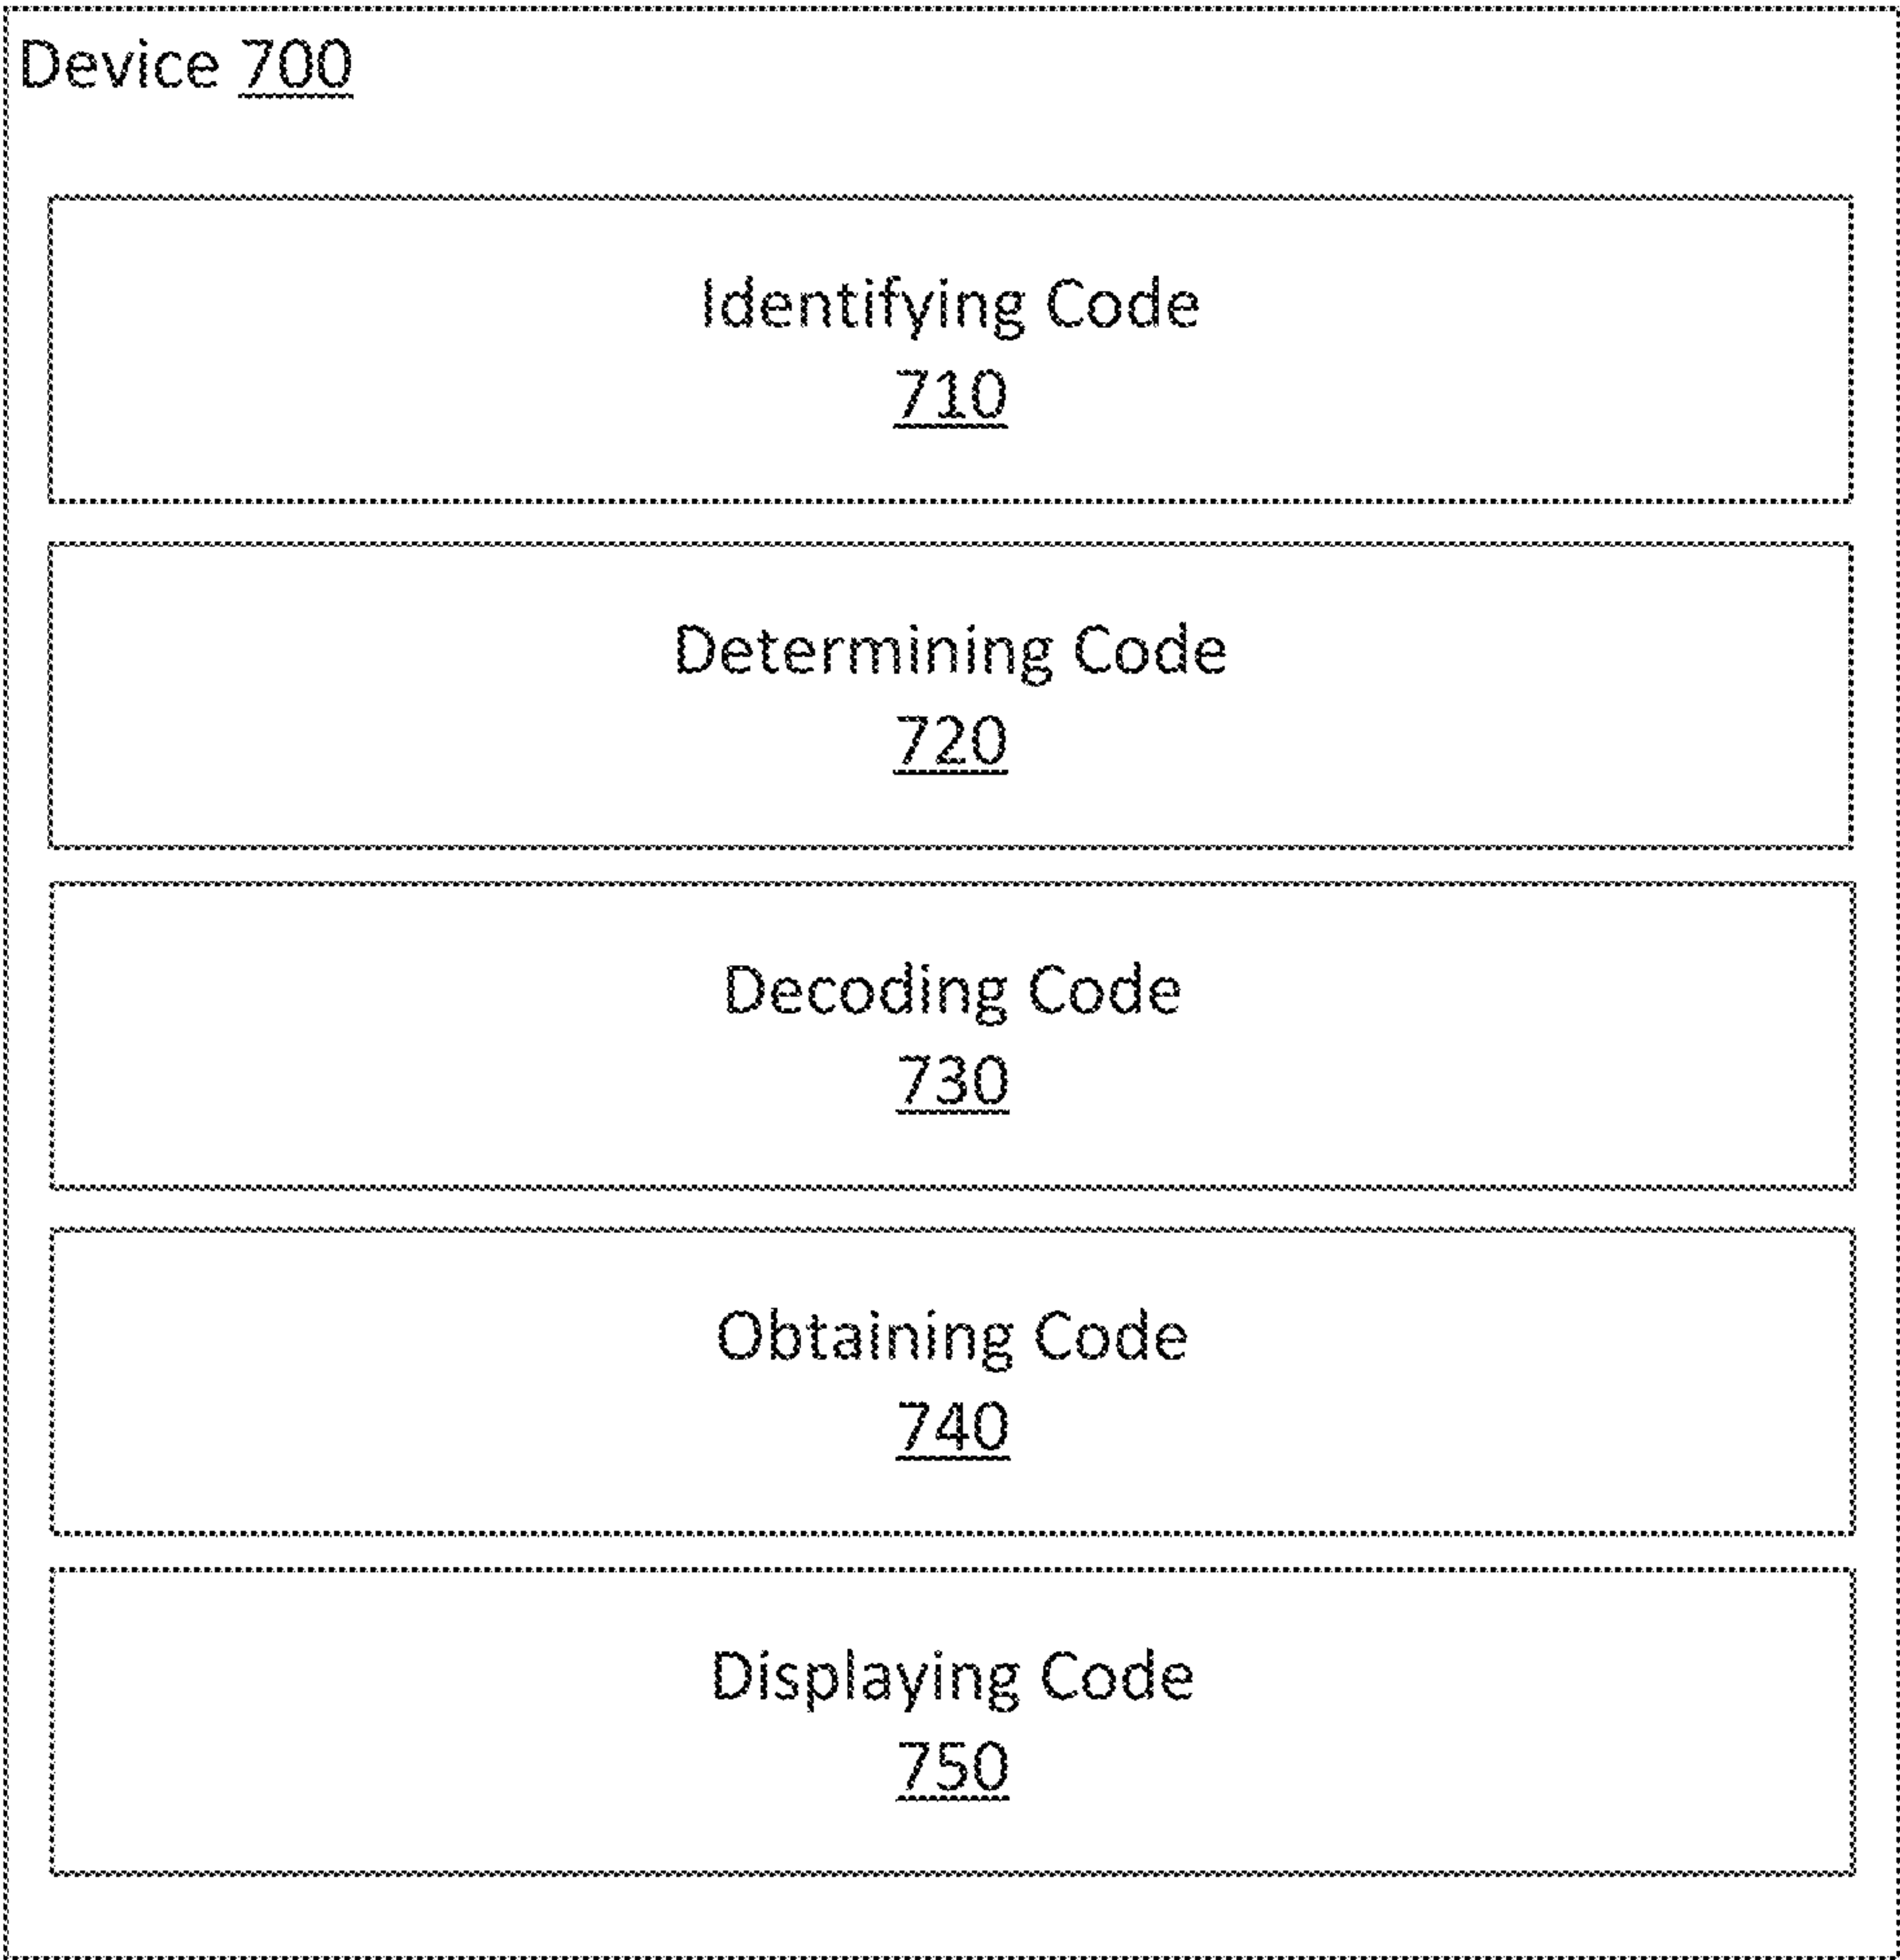 Device 700
Identifying Code
710
Determining Code
720
Decoding Code
730
Obtaining Code
740
Displaying Code
750